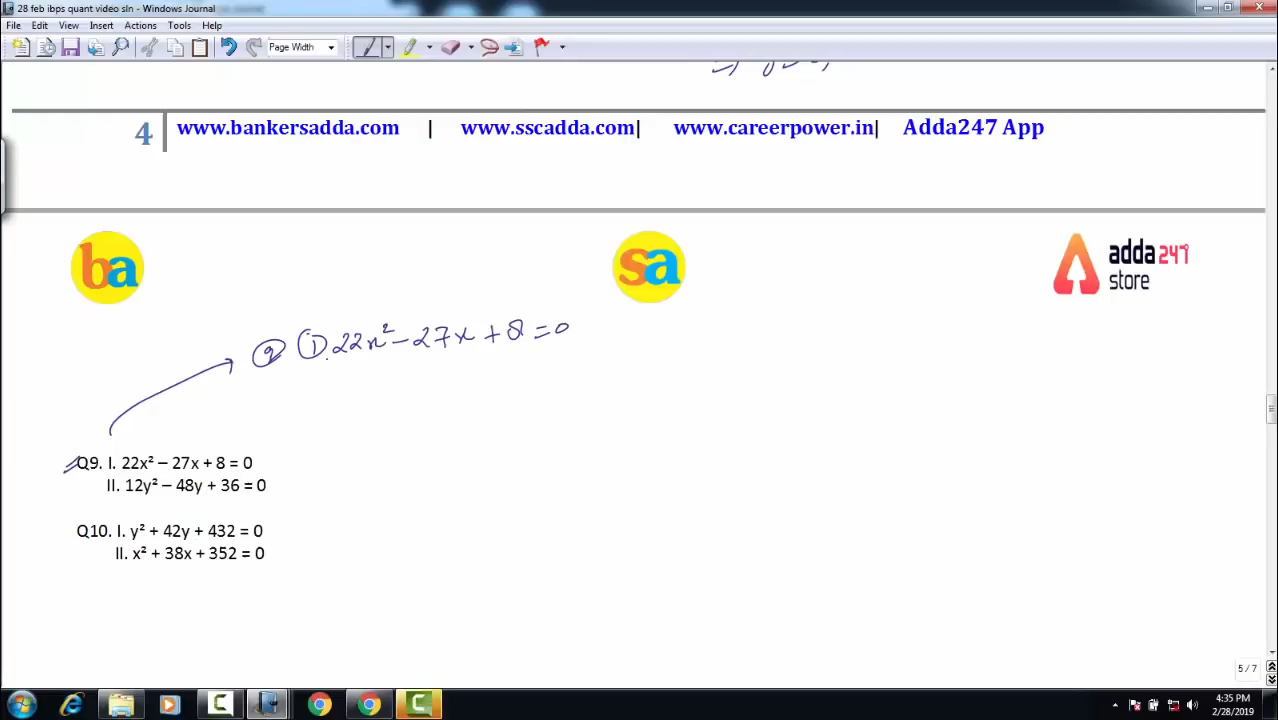 28 feb ibps quant video sln - Windows Journal
File Edit View Insert Actions Tools Help
Page Width
4 www.bankersadda.com | www.sscadda.com| www.careerpower.in| Adda247 App
ba sa adda247
store
9 i). 22x² − 27x + 8 = 0
Q9. I. 22x² – 27x + 8 = 0
II. 12y² – 48y + 36 = 0
Q10. I. y² + 42y + 432 = 0
II. x² + 38x + 352 = 0
5 / 7
4:35 PM
2/28/2019